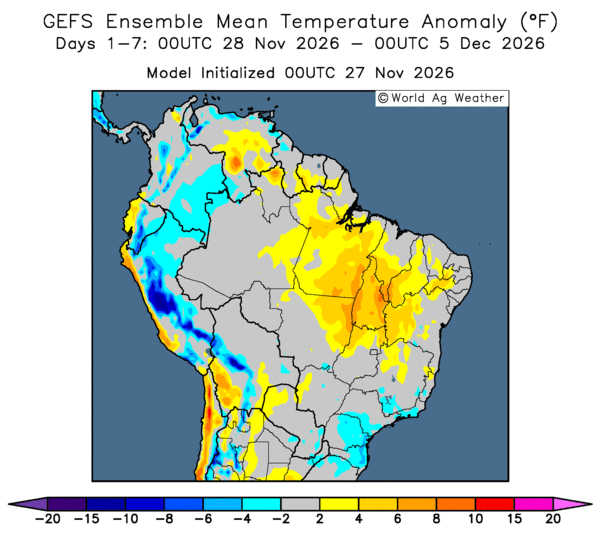 GEFS Ensemble Mean Temperature Anomaly (°F)
Days 1-7: 00UTC 28 Nov 2026 - 00UTC 5 Dec 2026
Model Initialized 00UTC 27 Nov 2026
© World Ag Weather
-20 -15 -10 -8 -6 -4 -2 2 4 6 8 10 15 20